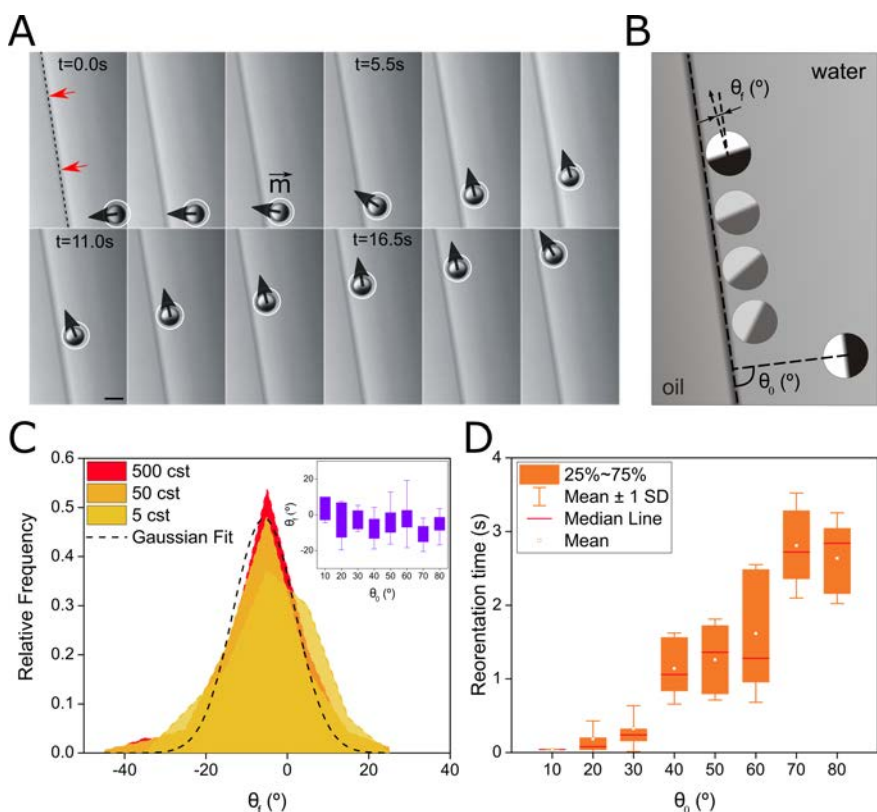 A
t=0.0s
t=5.5s
m
t=11.0s
t=16.5s
B
water
θf (º)
oil
θ0 (º)
C
0.6
0.5
0.4
0.3
0.2
0.1
0.0
Relative Frequency
500 cst
50 cst
5 cst
Gaussian Fit
20
0
-20
θf (º)
10 20 30 40 50 60 70 80
θ0 (º)
-40 -20 0 20 40
θf (º)
D
4
3
2
1
0
Reorentation time (s)
25%~75%
Mean ± 1 SD
Median Line
Mean
10 20 30 40 50 60 70 80
θ0 (º)